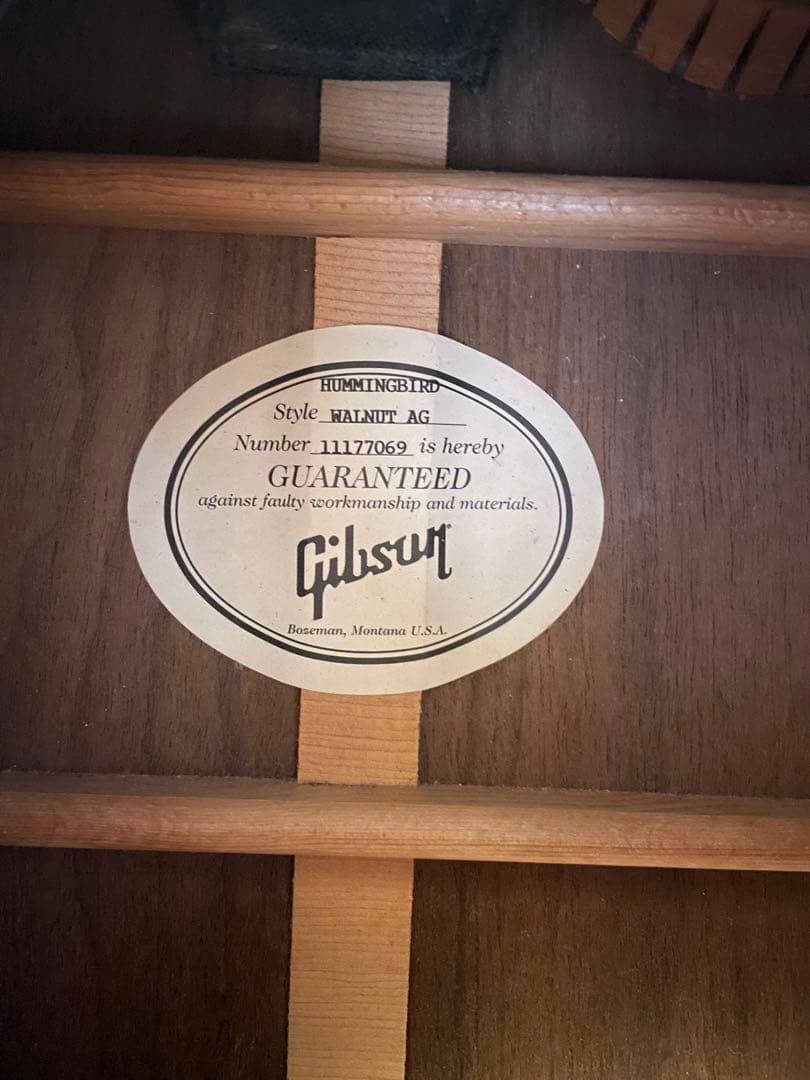 HUMMINGBIRD
Style WALNUT AG
Number 11177069 is hereby
GUARANTEED
against faulty workmanship and materials.
Gibson
Bozeman, Montana U.S.A.